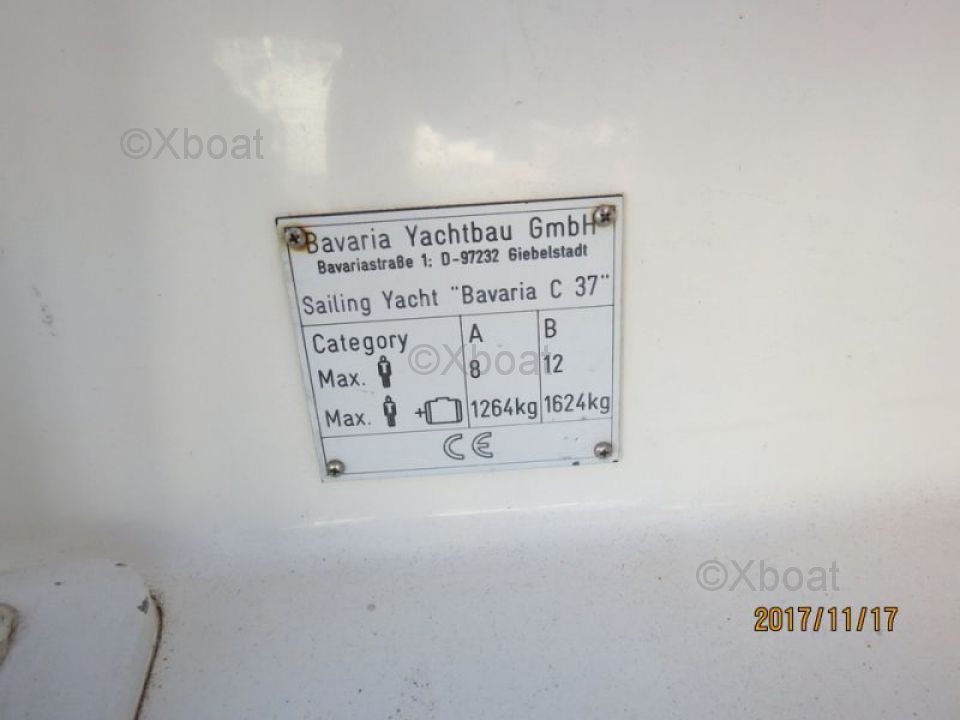 ©Xboat
Bavaria Yachtbau GmbH
Bavariastraße 1; D-97232 Giebelstadt
Sailing Yacht "Bavaria C 37"
Category A B
Max. 8 12
©Xboat
Max. + 1264kg 1624kg
CE
©Xboat
2017/11/17